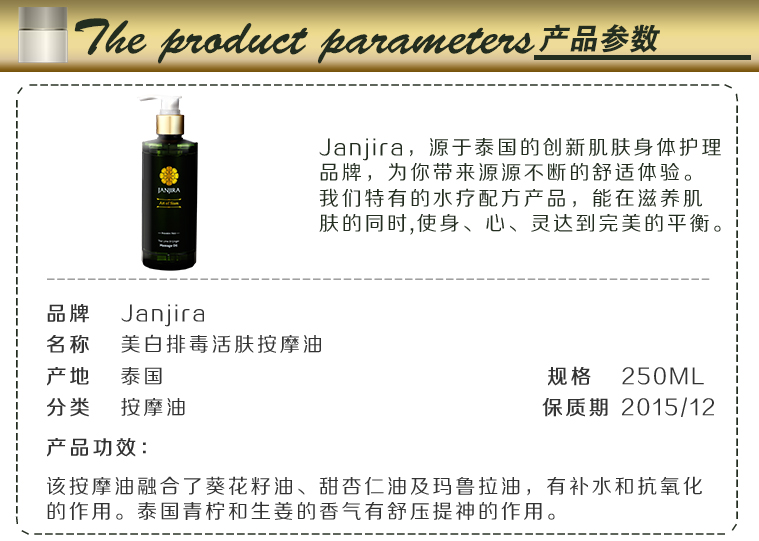 The product parameters 产品参数
Janjira，源于泰国的创新肌肤身体护理
品牌，为你带来源源不断的舒适体验。
我们特有的水疗配方产品，能在滋养肌
肤的同时,使身、心、灵达到完美的平衡。
JANJIRA
Massage Oil
品牌 Janjira
名称 美白排毒活肤按摩油
产地 泰国 规格 250ML
分类 按摩油 保质期 2015/12
产品功效：
该按摩油融合了葵花籽油、甜杏仁油及玛鲁拉油，有补水和抗氧化
的作用。泰国青柠和生姜的香气有舒压提神的作用。